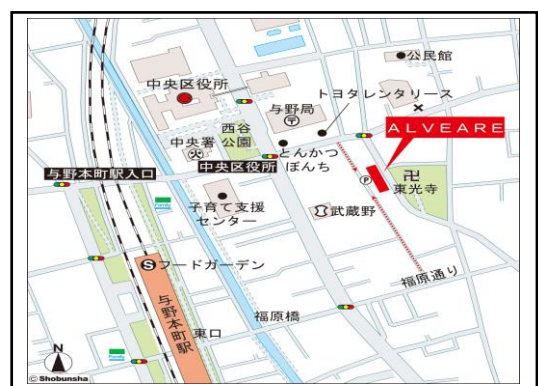 公民館
中央区役所
与野局
トヨタレンタリース
ALVEARE
西谷
公園
中央署
とんかつ
ぽんち
中央区役所
与野本町駅入口
P
東光寺
子育て支援
センター
武蔵野
S フードガーデン
福原通り
与野本町駅
東口
福原橋
N
© Shobunsha